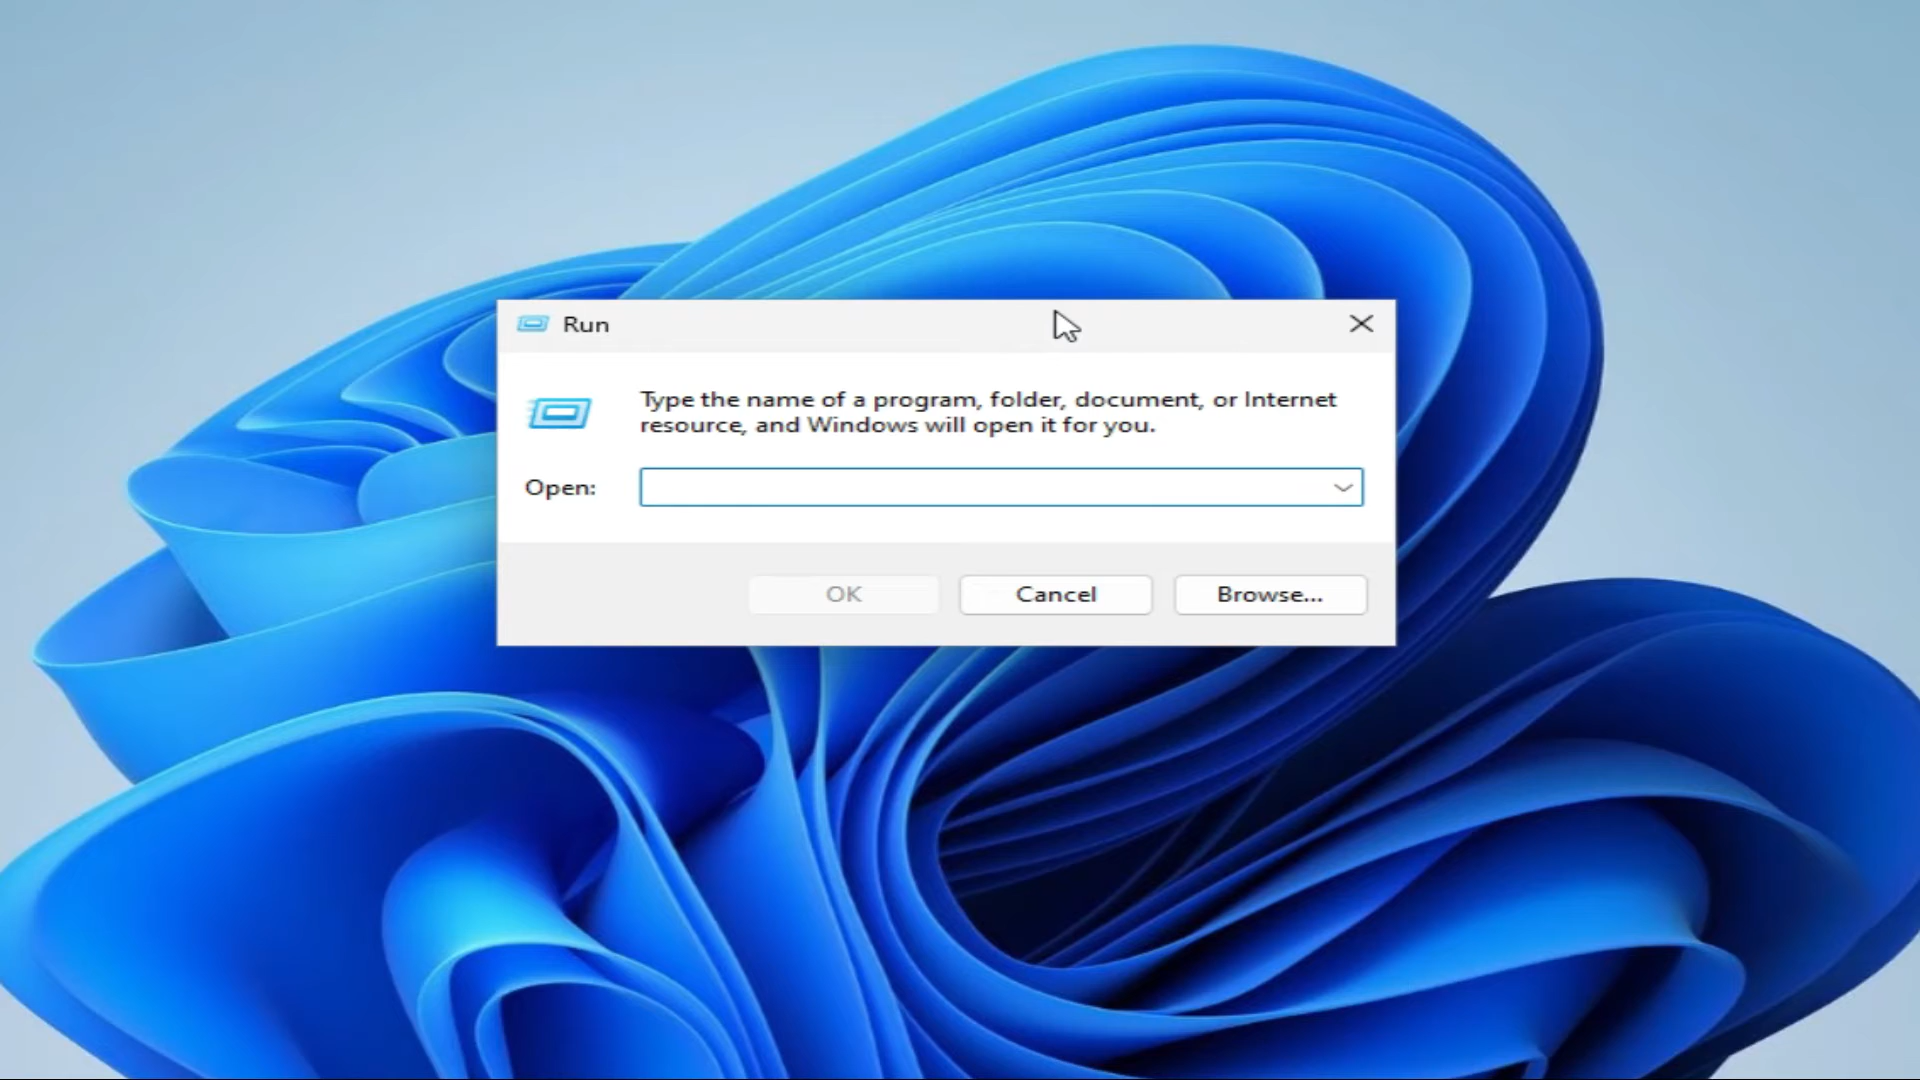 Run
Type the name of a program, folder, document, or Internet
resource, and Windows will open it for you.
Open:
OK Cancel Browse...